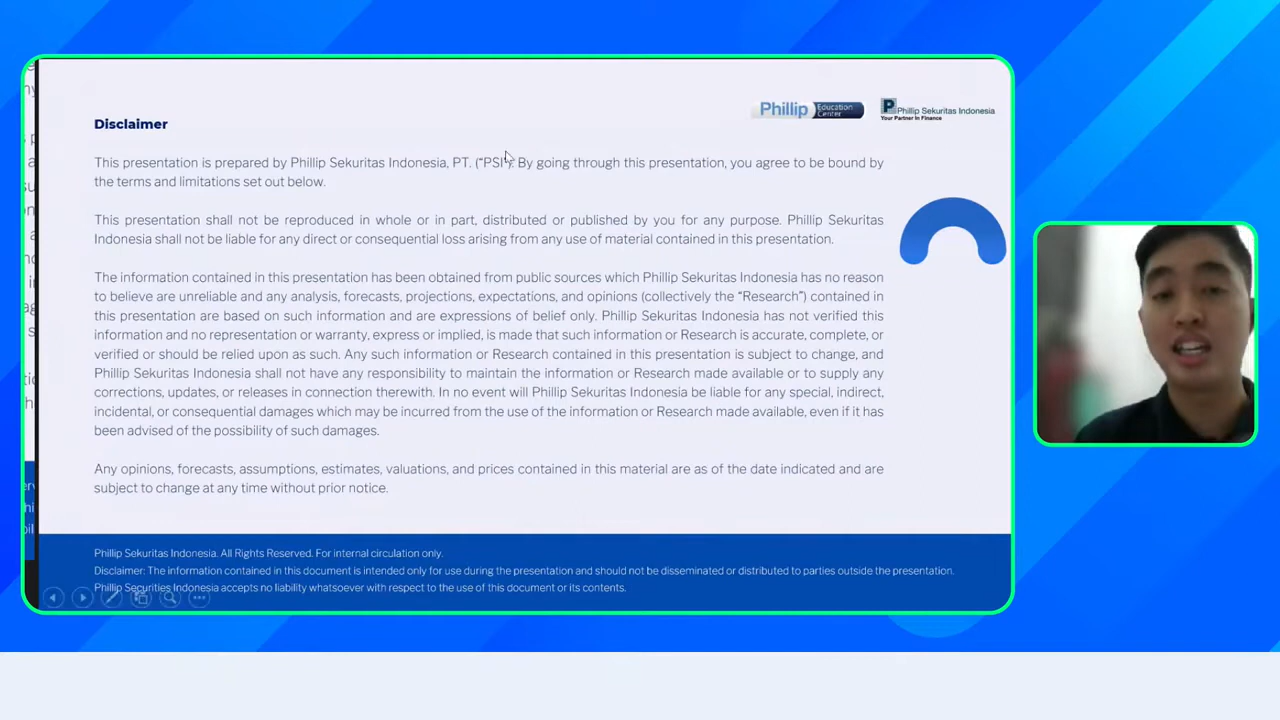 Phillip Education Center
Phillip Sekuritas Indonesia
Your Partner In Finance
Disclaimer
This presentation is prepared by Phillip Sekuritas Indonesia, PT. ("PSI"). By going through this presentation, you agree to be bound by
the terms and limitations set out below.
This presentation shall not be reproduced in whole or in part, distributed or published by you for any purpose. Phillip Sekuritas
Indonesia shall not be liable for any direct or consequential loss arising from any use of material contained in this presentation.
The information contained in this presentation has been obtained from public sources which Phillip Sekuritas Indonesia has no reason
to believe are unreliable and any analysis, forecasts, projections, expectations, and opinions (collectively the “Research”) contained in
this presentation are based on such information and are expressions of belief only. Phillip Sekuritas Indonesia has not verified this
information and no representation or warranty, express or implied, is made that such information or Research is accurate, complete, or
verified or should be relied upon as such. Any such information or Research contained in this presentation is subject to change, and
Phillip Sekuritas Indonesia shall not have any responsibility to maintain the information or Research made available or to supply any
corrections, updates, or releases in connection therewith. In no event will Phillip Sekuritas Indonesia be liable for any special, indirect,
incidental, or consequential damages which may be incurred from the use of the information or Research made available, even if it has
been advised of the possibility of such damages.
Any opinions, forecasts, assumptions, estimates, valuations, and prices contained in this material are as of the date indicated and are
subject to change at any time without prior notice.
Phillip Sekuritas Indonesia. All Rights Reserved. For internal circulation only.
Disclaimer: The information contained in this document is intended only for use during the presentation and should not be disseminated or distributed to parties outside the presentation.
Phillip Securities Indonesia accepts no liability whatsoever with respect to the use of this document or its contents.